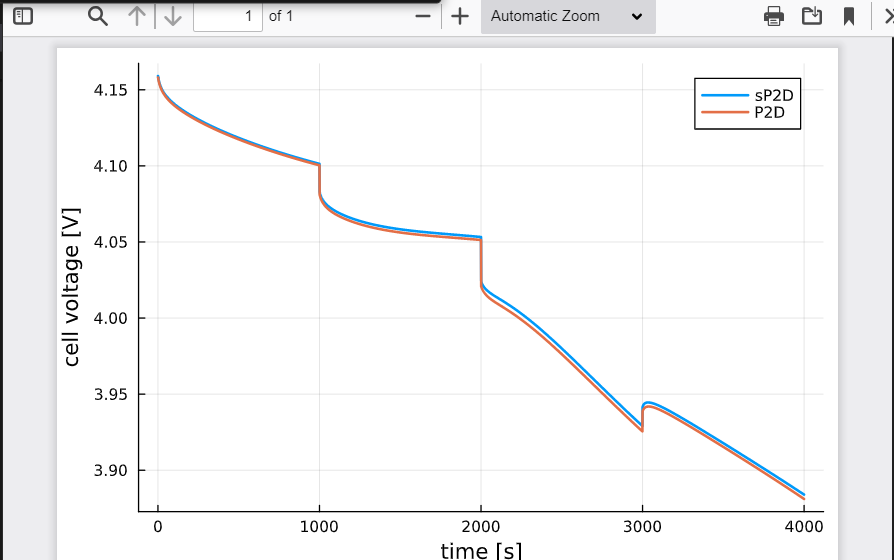 1 of 1 Automatic Zoom
4.15
4.10
4.05
4.00
3.95
3.90
cell voltage [V]
sP2D
P2D
0 1000 2000 3000 4000
time [s]